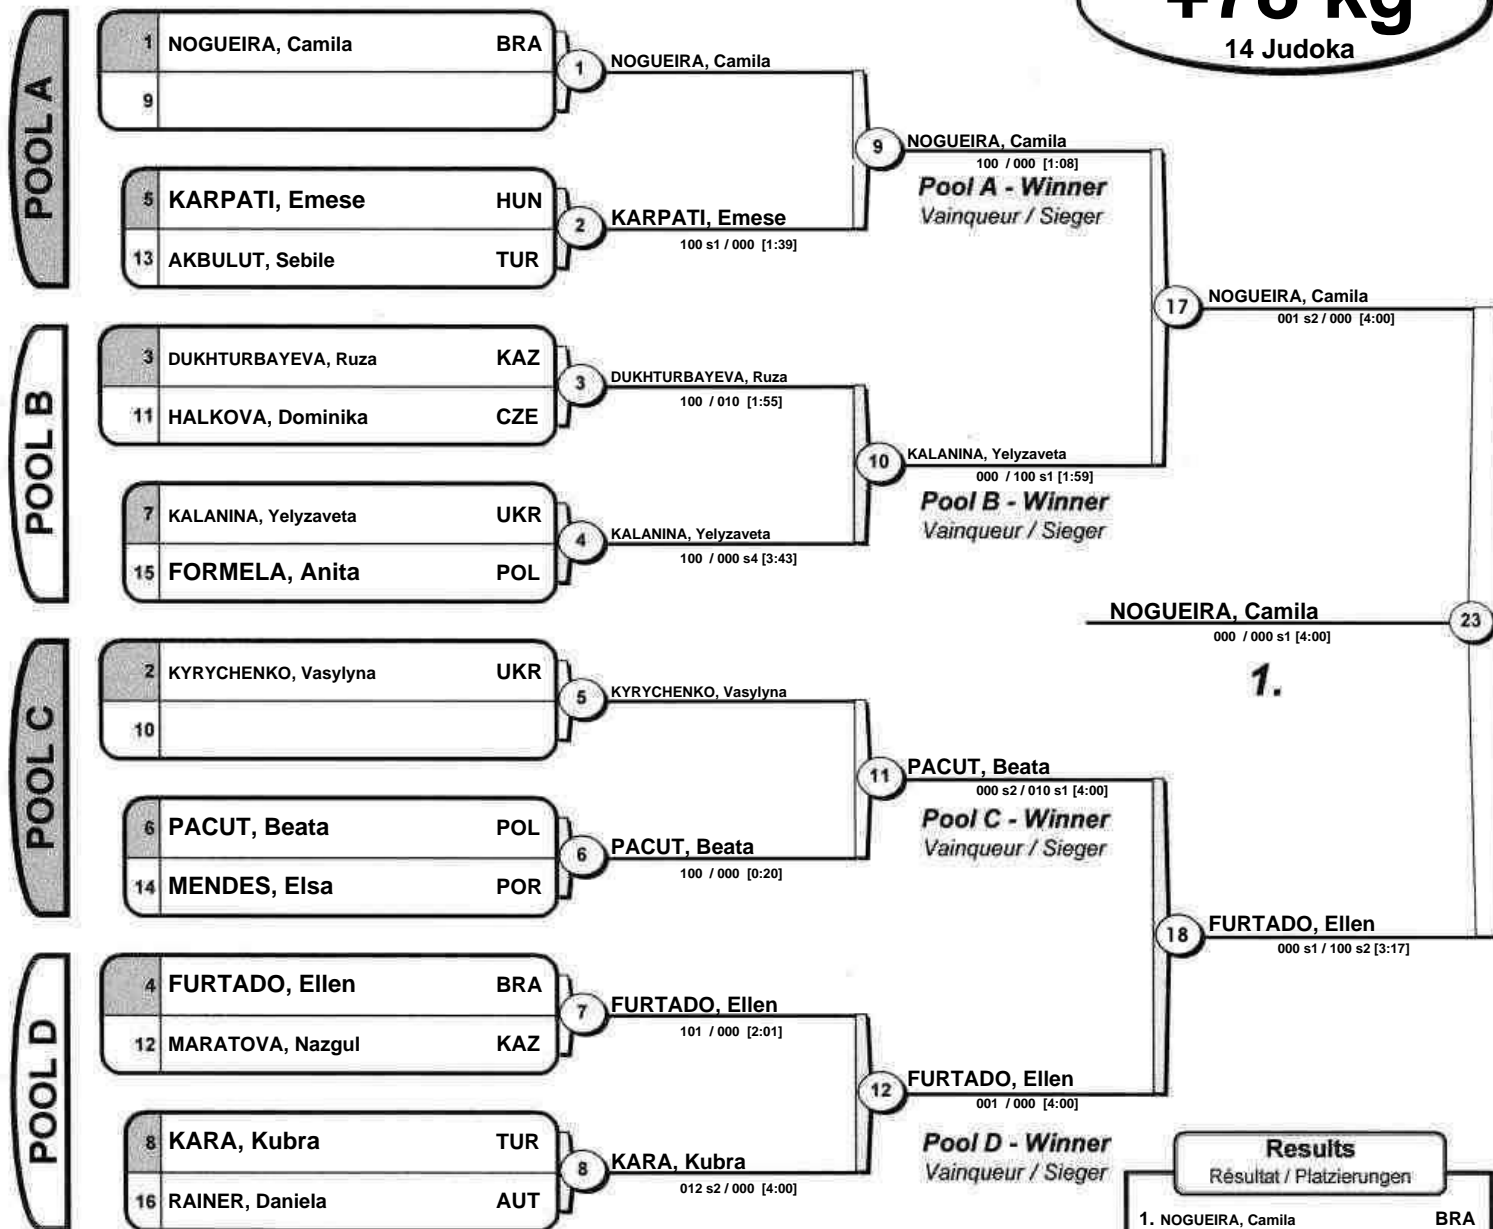 +78 kg
14 Judoka
POOL A
1 NOGUEIRA, Camila BRA
9
1 NOGUEIRA, Camila
5 KARPATI, Emese HUN
13 AKBULUT, Sebile TUR
2 KARPATI, Emese
100 s1 / 000 [1:39]
9 NOGUEIRA, Camila
100 / 000 [1:08]
Pool A - Winner
Vainqueur / Sieger
POOL B
3 DUKHTURBAYEVA, Ruza KAZ
11 HALKOVA, Dominika CZE
3 DUKHTURBAYEVA, Ruza
100 / 010 [1:55]
7 KALANINA, Yelyzaveta UKR
15 FORMELA, Anita POL
4 KALANINA, Yelyzaveta
100 / 000 s4 [3:43]
10 KALANINA, Yelyzaveta
000 / 100 s1 [1:59]
Pool B - Winner
Vainqueur / Sieger
17 NOGUEIRA, Camila
001 s2 / 000 [4:00]
NOGUEIRA, Camila 23
000 / 000 s1 [4:00]
1.
POOL C
2 KYRYCHENKO, Vasylyna UKR
10
5 KYRYCHENKO, Vasylyna
6 PACUT, Beata POL
14 MENDES, Elsa POR
6 PACUT, Beata
100 / 000 [0:20]
11 PACUT, Beata
000 s2 / 010 s1 [4:00]
Pool C - Winner
Vainqueur / Sieger
POOL D
4 FURTADO, Ellen BRA
12 MARATOVA, Nazgul KAZ
7 FURTADO, Ellen
101 / 000 [2:01]
8 KARA, Kubra TUR
16 RAINER, Daniela AUT
8 KARA, Kubra
012 s2 / 000 [4:00]
12 FURTADO, Ellen
001 / 000 [4:00]
Pool D - Winner
Vainqueur / Sieger
18 FURTADO, Ellen
000 s1 / 100 s2 [3:17]
Results
Résultat / Platzierungen
1. NOGUEIRA, Camila BRA